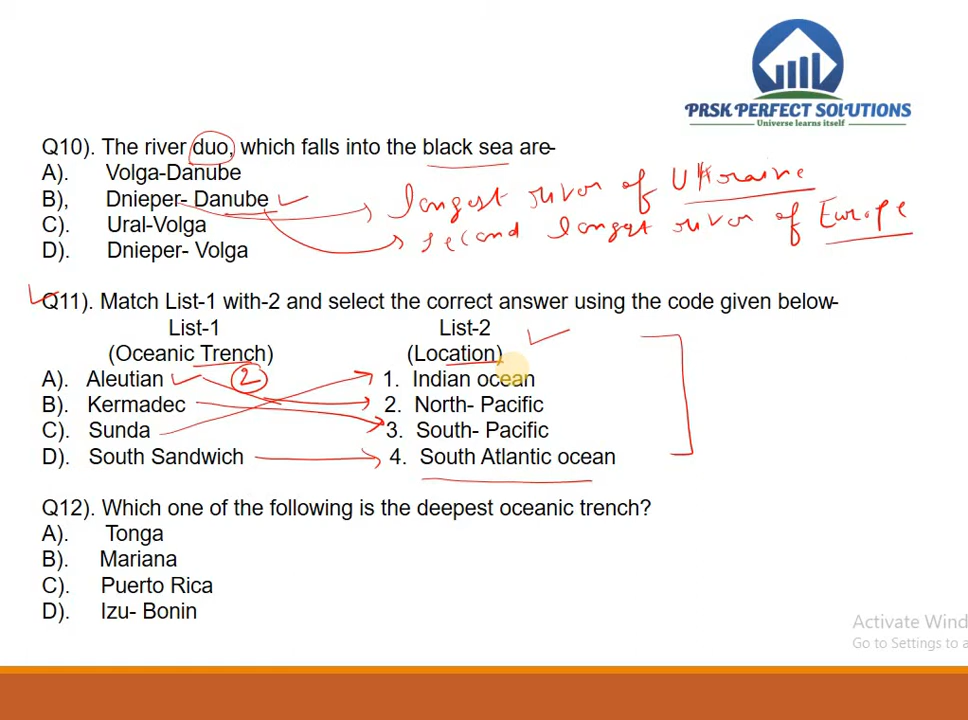 PRSK PERFECT SOLUTIONS
Universe learns itself
Q10). The river duo, which falls into the black sea are-
A). Volga-Danube
B), Dnieper- Danube
longest river of Ukraine
C). Ural-Volga
second longest river of Europe
D). Dnieper- Volga
Q11). Match List-1 with-2 and select the correct answer using the code given below-
List-1 List-2
(Oceanic Trench) (Location)
A). Aleutian 2 1. Indian ocean
B). Kermadec 2. North- Pacific
C). Sunda 3. South- Pacific
D). South Sandwich 4. South Atlantic ocean
Q12). Which one of the following is the deepest oceanic trench?
A). Tonga
B). Mariana
C). Puerto Rica
D). Izu- Bonin
Activate Wind
Go to Settings to a